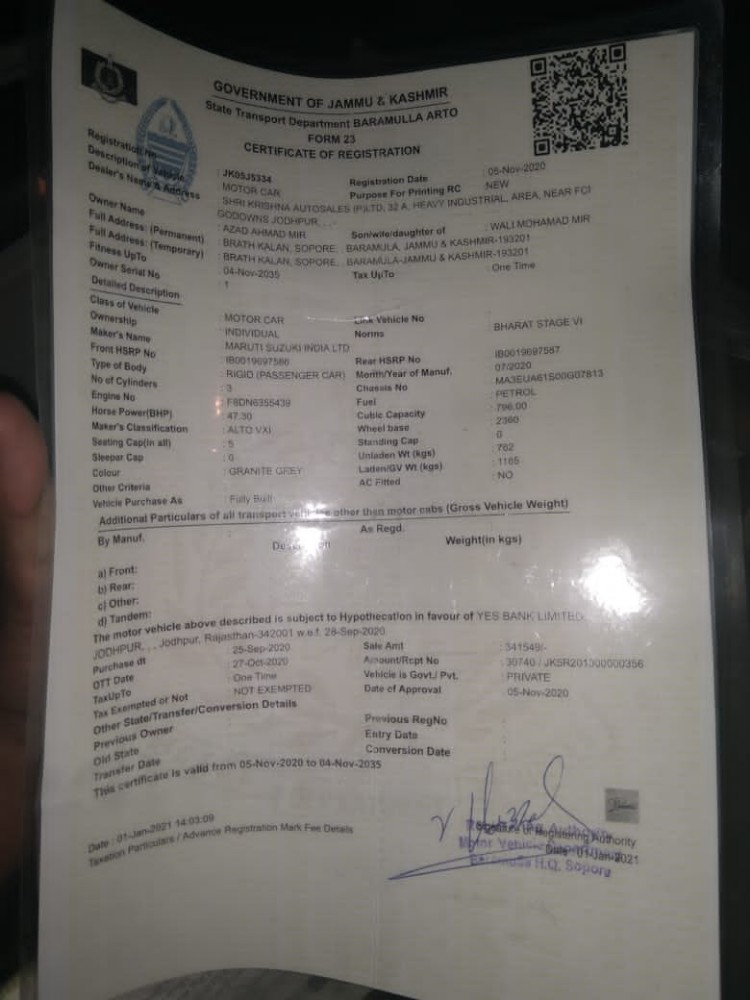 GOVERNMENT OF JAMMU & KASHMIR
State Transport Department BARAMULLA ARTO
FORM 23
CERTIFICATE OF REGISTRATION
Registration No : JK05J5334 Registration Date : 05-Nov-2020
Description of Vehicle : MOTOR CAR Purpose For Printing RC : NEW
Dealer's Name & Address : SHRI KRISHNA AUTOSALES (P)LTD, 32 A, HEAVY INDUSTRIAL, AREA, NEAR FCI
GODOWNS JODHPUR, , ,-
Owner Name : AZAD AHMAD MIR Son/wife/daughter of : WALI MOHAMAD MIR
Full Address: (Permanent) : BRATH KALAN, SOPORE, , BARAMULA, JAMMU & KASHMIR-193201
Full Address: (Temporary) : BRATH KALAN, SOPORE, , BARAMULA-JAMMU & KASHMIR-193201
Fitness UpTo : 04-Nov-2035 Tax UpTo : One Time
Owner Serial No : 1
Detailed Description
Class of Vehicle : MOTOR CAR Link Vehicle No
Ownership : INDIVIDUAL Norms : BHARAT STAGE VI
Maker's Name : MARUTI SUZUKI INDIA LTD
Front HSRP No : IB0019697586 Rear HSRP No : IB0019697587
Type of Body : RIGID (PASSENGER CAR) Month/Year of Manuf. : 07/2020
No of Cylinders : 3 Chassis No : MA3EUA61S00G07813
Engine No : F8DN6355439 Fuel : PETROL
Horse Power(BHP) : 47.30 Cubic Capacity : 796.00
Maker's Classification : ALTO VXI Wheel base : 2360
Seating Cap(in all) : 5 Standing Cap : 0
Sleeper Cap : 0 Unladen Wt (kgs) : 762
Colour : GRANITE GREY Laden/GV Wt (kgs) : 1185
Other Criteria AC Fitted : NO
Vehicle Purchase As : Fully Built
Additional Particulars of all transport vehicles other than motor cabs (Gross Vehicle Weight)
By Manuf. As Regd.
Description Weight(in kgs)
a) Front:
b) Rear:
c) Other:
d) Tandem:
The motor vehicle above described is subject to Hypothecation in favour of YES BANK LIMITED
JODHPUR, , , Jodhpur, Rajasthan-342001 w.e.f. 28-Sep-2020.
Purchase dt : 25-Sep-2020 Sale Amt : 341549/-
OTT Date : 27-Oct-2020 Amount/Rcpt No : 30740 / JK5R201000000356
TaxUpTo : One Time Vehicle is Govt./ Pvt. : PRIVATE
Tax Exempted or Not : NOT EXEMPTED Date of Approval : 05-Nov-2020
Other State/Transfer/Conversion Details
Previous Owner Previous RegNo
Old State Entry Date
Transfer Date Conversion Date
This certificate is valid from 05-Nov-2020 to 04-Nov-2035
Date : 01-Jan-2021 14:03:09
Taxation Particulars / Advance Registration Mark Fee Details
Registering Authority
Date : 01-Jan-2021
H.Q. Sopore